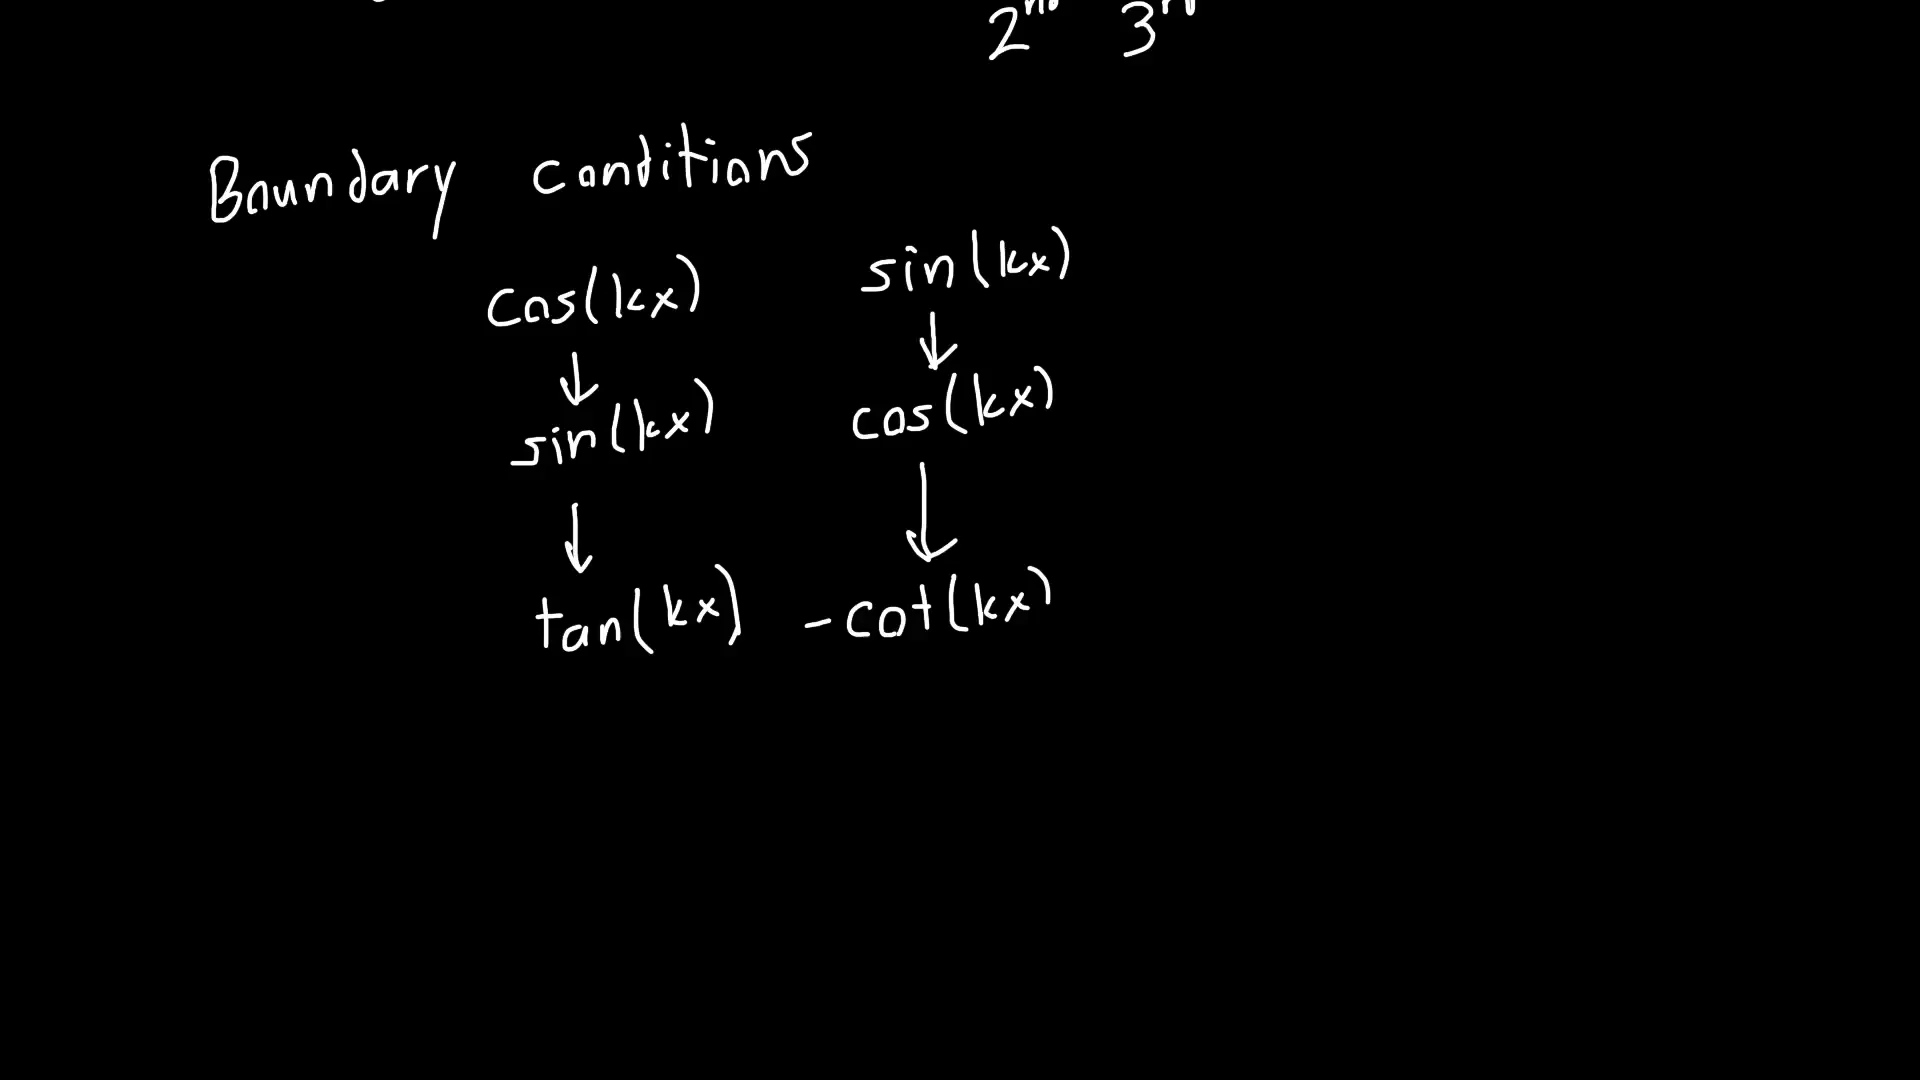 2nd 3rd
Boundary conditions
cos(kx) sin(kx)
↓ ↓
sin(kx) cos(kx)
↓ ↓
tan(kx) -cot(kx)